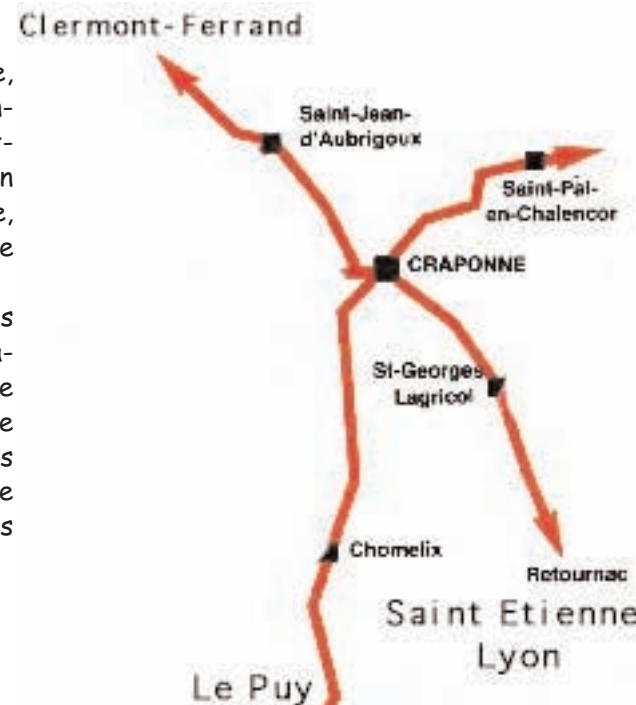 Clermont-Ferrand
e,
a-
t-
n
e,
e
s
a-
e
e
s
e
s
Saint-Jean-
d'Aubrigoux
Saint-Pal-
en-Chalencor
CRAPONNE
St-Georges
Lagricol
Chomelix
Retournac
Saint Etienne
Lyon
Le Puy